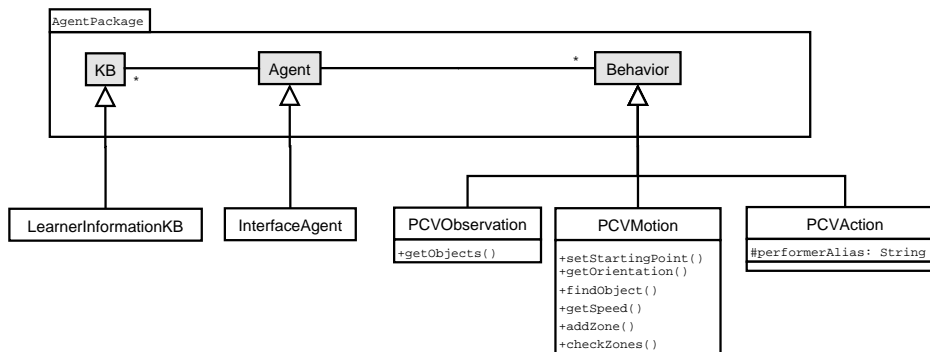 AgentPackage
KB
*
Agent
*
Behavior
LearnerInformationKB
InterfaceAgent
PCVObservation
+getObjects()
PCVMotion
+setStartingPoint()
+getOrientation()
+findObject()
+getSpeed()
+addZone()
+checkZones()
PCVAction
#performerAlias: String